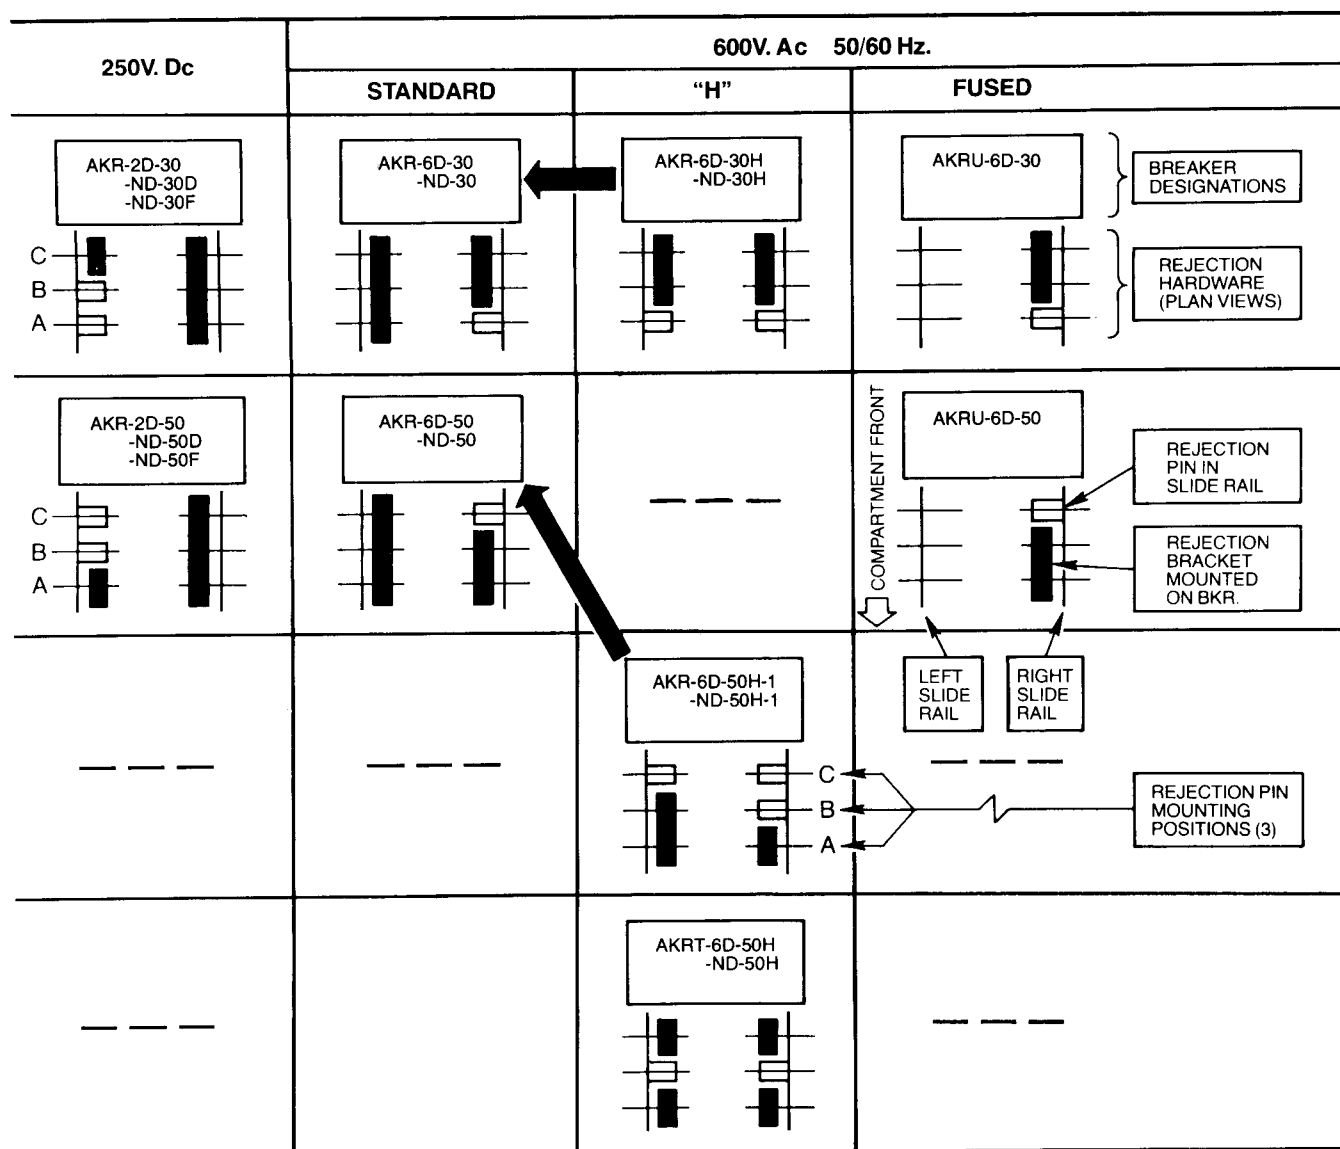 250V. Dc
600V. Ac 50/60 Hz.
STANDARD
“H”
FUSED
AKR-2D-30
-ND-30D
-ND-30F
AKR-6D-30
-ND-30
AKR-6D-30H
-ND-30H
AKRU-6D-30
BREAKER
DESIGNATIONS
C
B
A
REJECTION
HARDWARE
(PLAN VIEWS)
AKR-2D-50
-ND-50D
-ND-50F
AKR-6D-50
-ND-50
COMPARTMENT FRONT
AKRU-6D-50
REJECTION
PIN IN
SLIDE RAIL
C
B
A
REJECTION
BRACKET
MOUNTED
ON BKR.
AKR-6D-50H-1
-ND-50H-1
LEFT
SLIDE
RAIL
RIGHT
SLIDE
RAIL
C
B
A
REJECTION PIN
MOUNTING
POSITIONS (3)
AKRT-6D-50H
-ND-50H